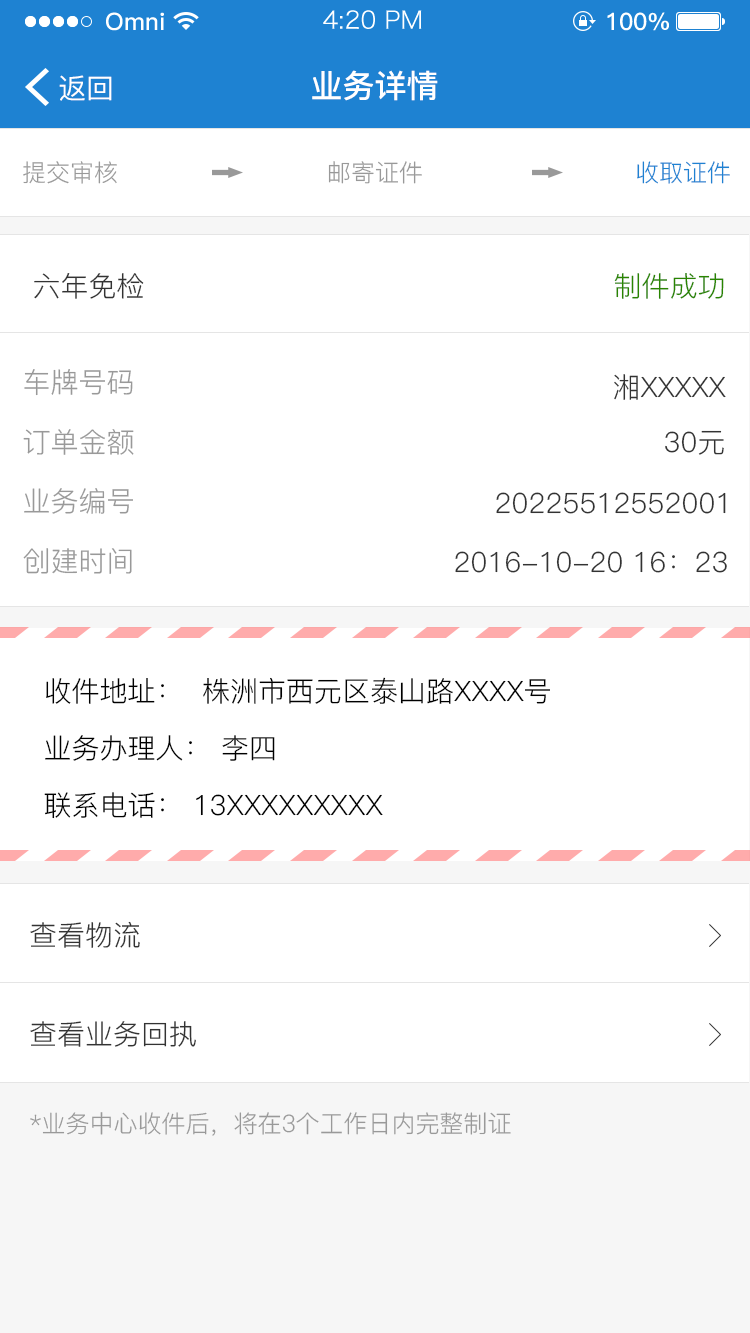 Omni 4:20 PM 100%
返回 业务详情
提交审核 邮寄证件 收取证件
六年免检 制件成功
车牌号码 湘XXXXX
订单金额 30元
业务编号 20225512552001
创建时间 2016-10-20 16：23
收件地址： 株洲市西元区泰山路XXXX号
业务办理人： 李四
联系电话： 13XXXXXXXXX
查看物流
查看业务回执
*业务中心收件后，将在3个工作日内完整制证